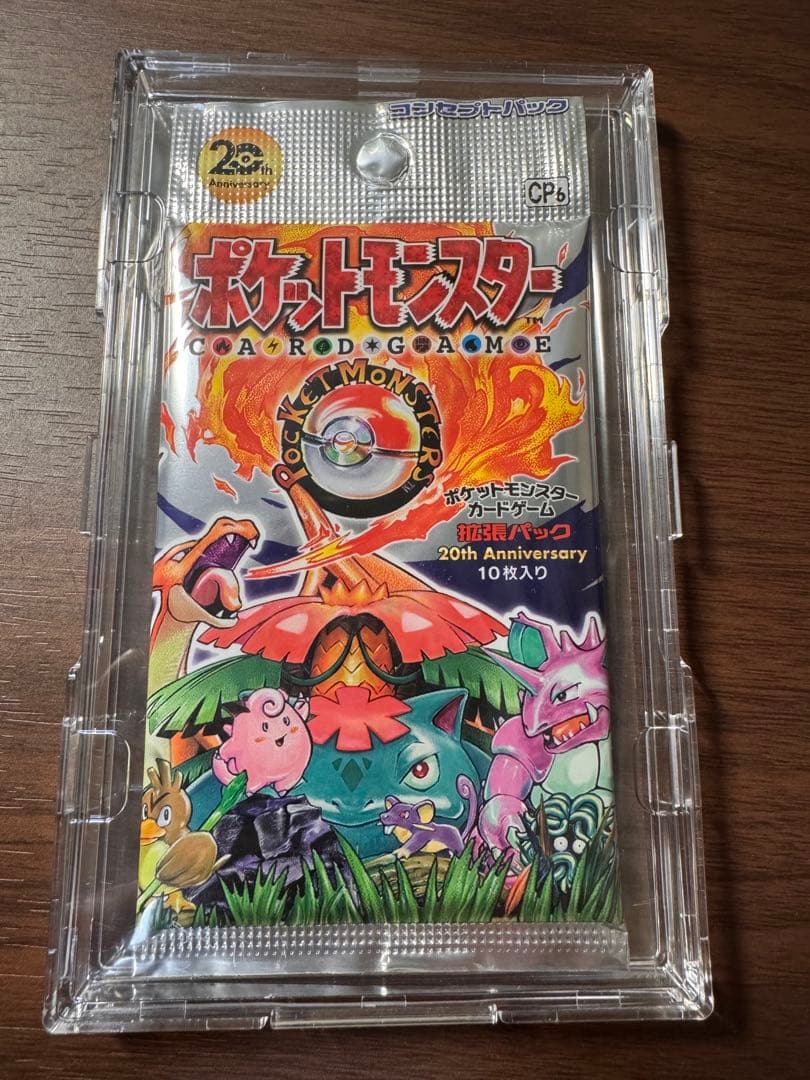 コンセプトパック
20th
Anniversary
CP6
ポケットモンスター
TM
CARD GAME
POCKET MONSTERS
TM
ポケットモンスター
カードゲーム
拡張パック
20th Anniversary
10枚入り